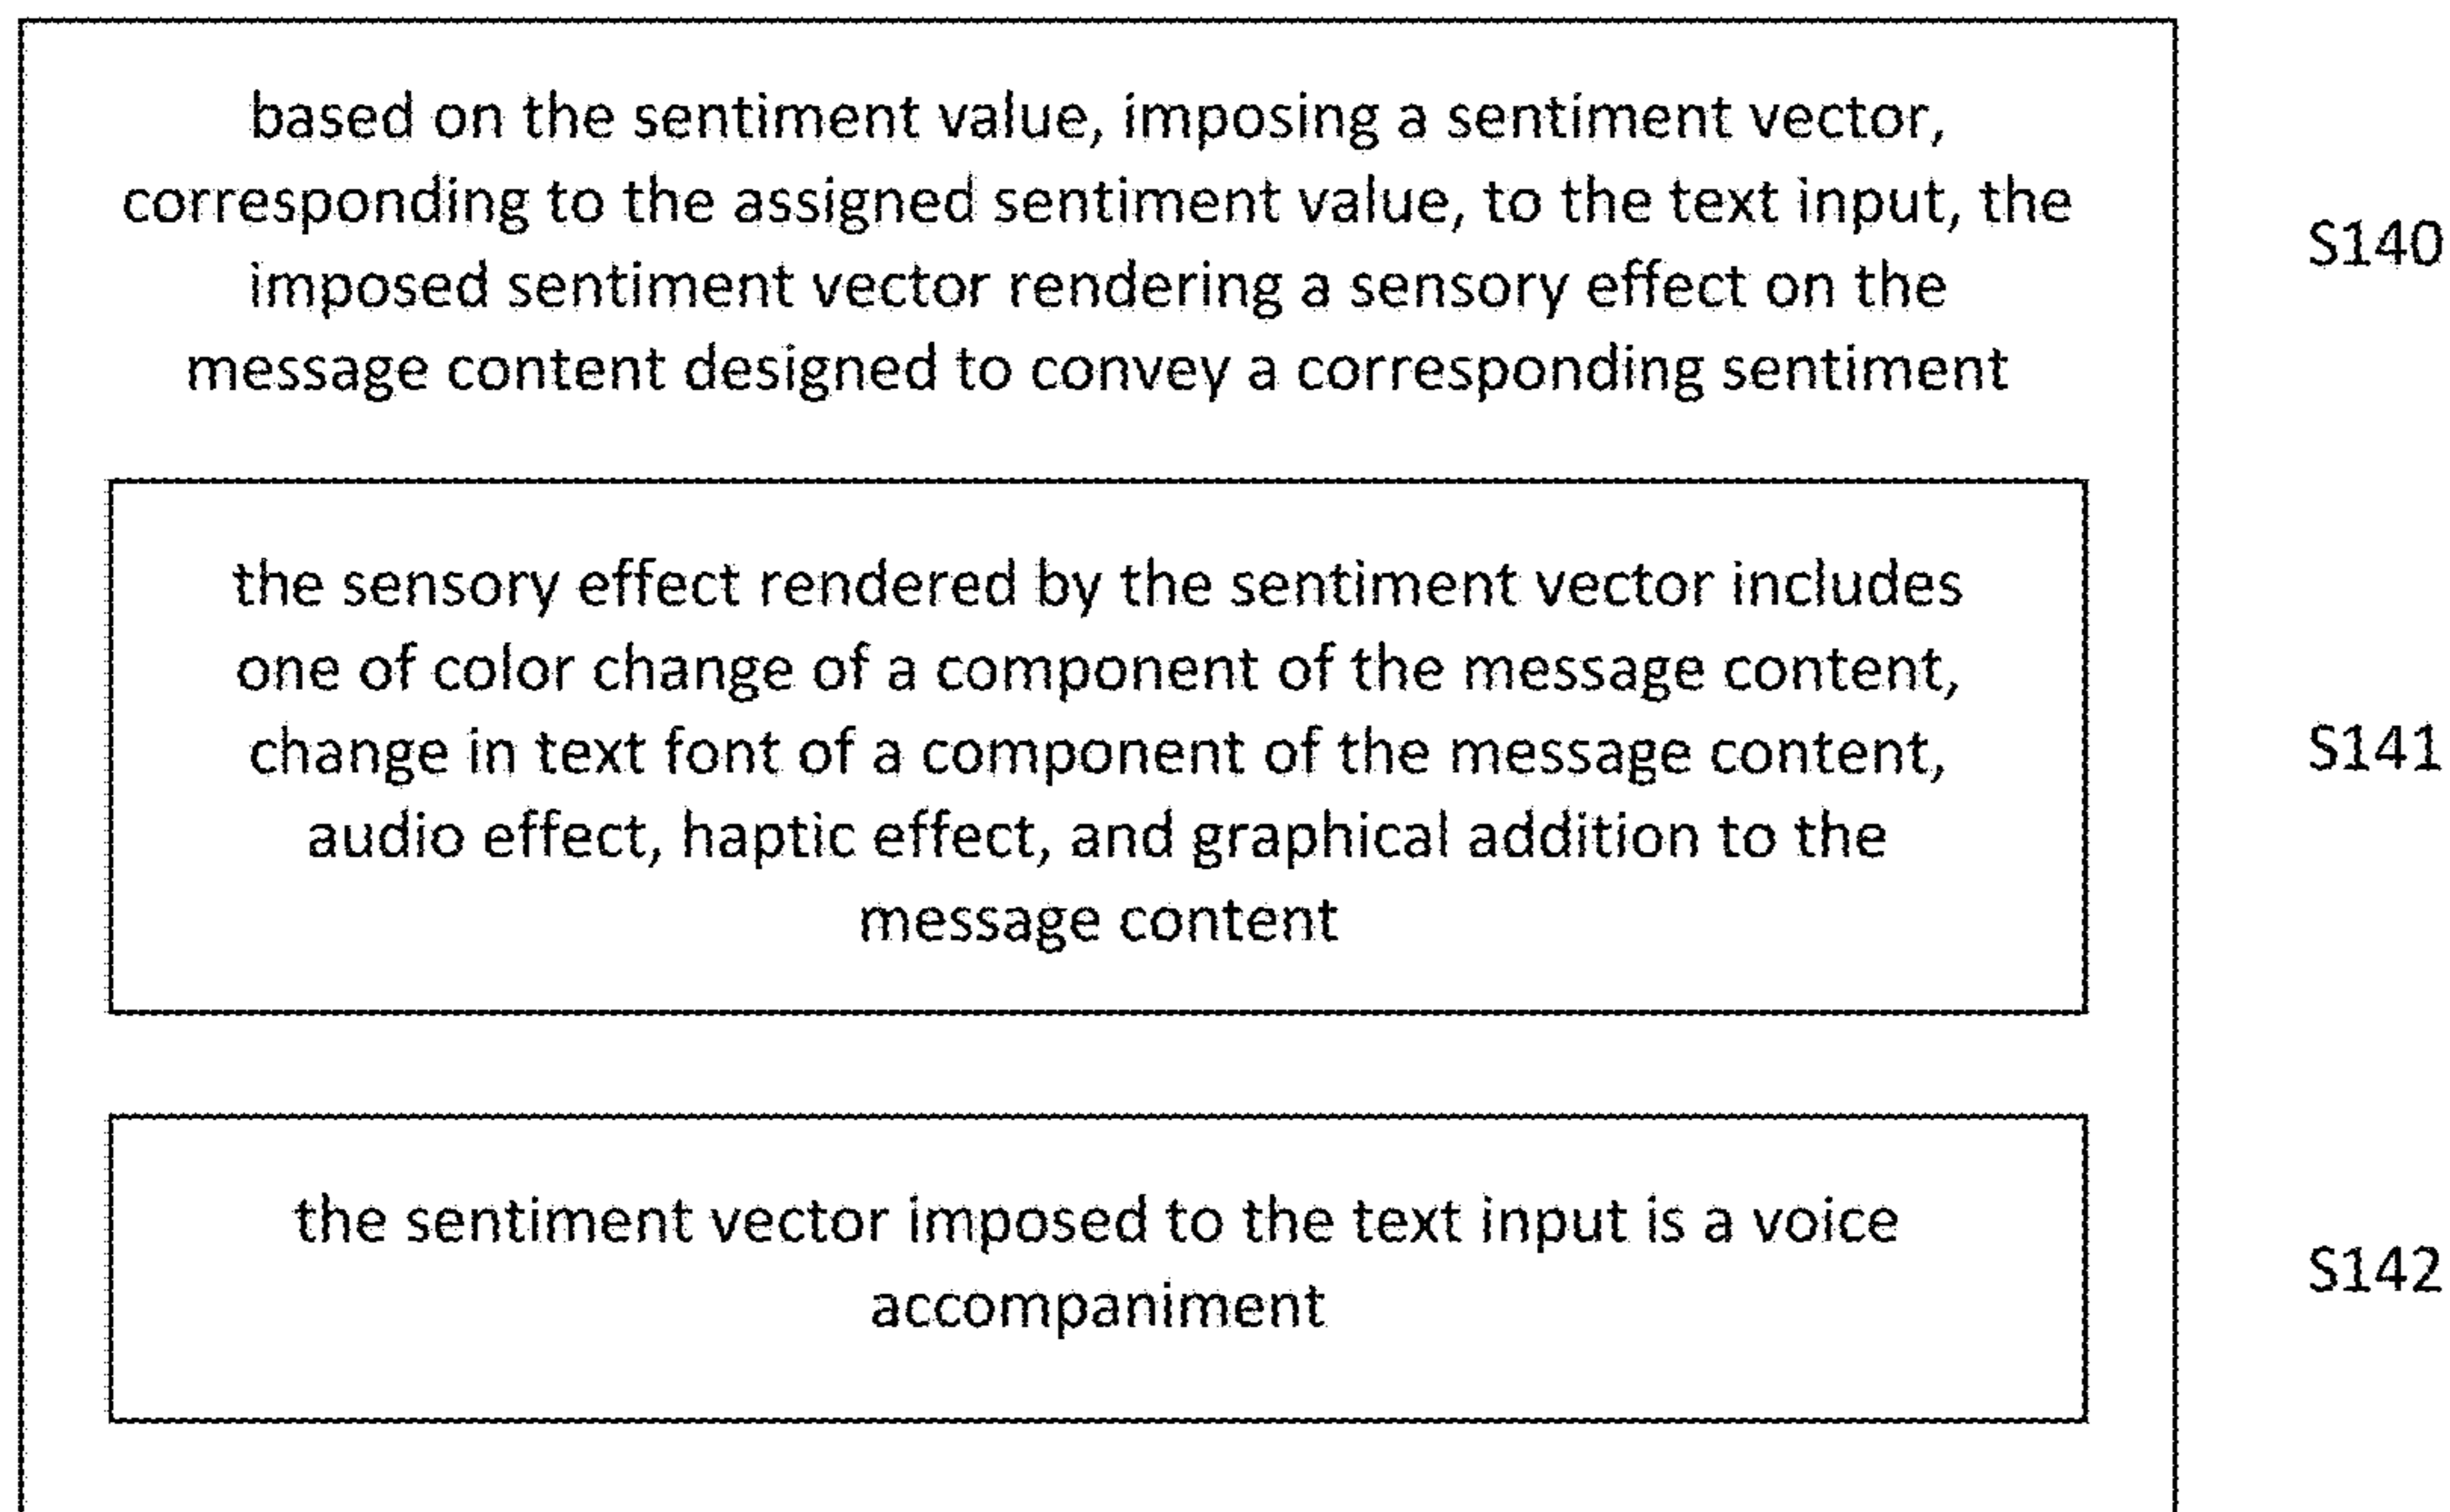 based on the sentiment value, imposing a sentiment vector,
corresponding to the assigned sentiment value, to the text input, the
imposed sentiment vector rendering a sensory effect on the
message content designed to convey a corresponding sentiment
S140
the sensory effect rendered by the sentiment vector includes
one of color change of a component of the message content,
change in text font of a component of the message content,
audio effect, haptic effect, and graphical addition to the
message content
S141
the sentiment vector imposed to the text input is a voice
accompaniment
S142